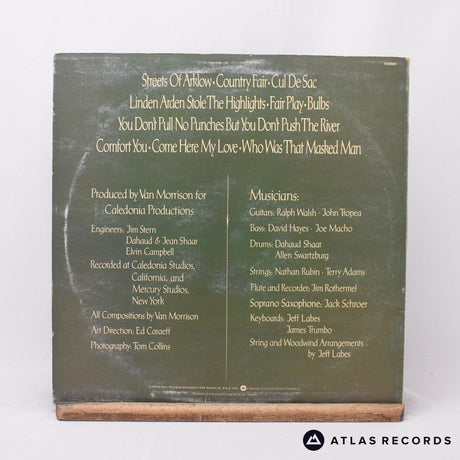 Streets Of Arklow · Country Fair · Cul De Sac
Linden Arden Stole The Highlights · Fair Play · Bulbs
You Don't Pull No Punches But You Don't Push The River
Comfort You · Come Here My Love · Who Was That Masked Man
Produced by Van Morrison for
Caledonia Productions
Engineers: Jim Stern
Dahaud & Jean Shaar
Elvin Campbell
Recorded at Caledonia Studios,
California, and
Mercury Studios,
New York
All Compositions by Van Morrison
Art Direction: Ed Caraeff
Photography: Tom Collins
Musicians:
Guitars: Ralph Walsh · John Tropea
Bass: David Hayes · Joe Macho
Drums: Dahaud Shaar
Allen Swartzburg
Strings: Nathan Rubin · Terry Adams
Flute and Recorder: Jim Rothermel
Soprano Saxophone: Jack Schroer
Keyboards: Jeff Labes
James Trumbo
String and Woodwind Arrangements
by Jeff Labes
ATLAS RECORDS